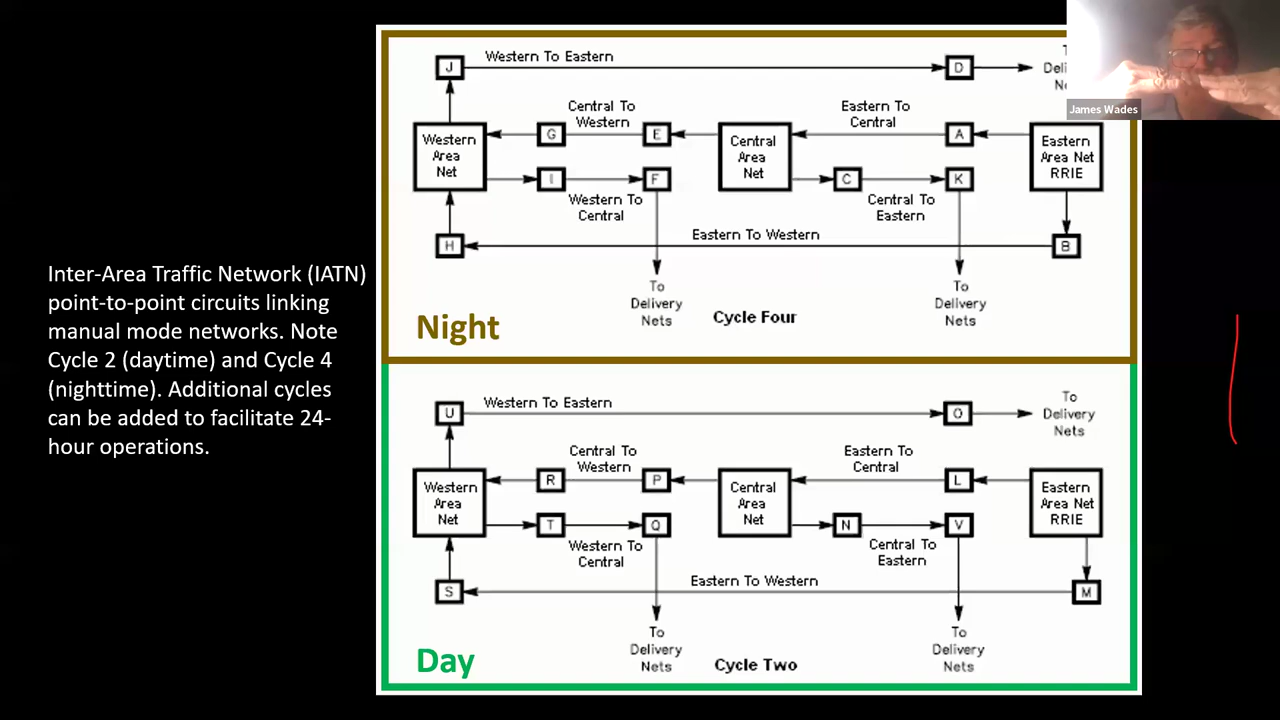 Inter-Area Traffic Network (IATN)
point-to-point circuits linking
manual mode networks. Note
Cycle 2 (daytime) and Cycle 4
(nighttime). Additional cycles
can be added to facilitate 24-
hour operations.
James Wades
J
Western To Eastern
D
Western
Area
Net
G
Central To
Western
E
Central
Area
Net
Eastern To
Central
A
Eastern
Area Net
RRIE
I
F
Western To
Central
C
K
Central To
Eastern
H
Eastern To Western
B
To
Delivery
Nets
To
Delivery
Nets
Cycle Four
Night
U
Western To Eastern
O
To
Delivery
Nets
Western
Area
Net
R
Central To
Western
P
Central
Area
Net
Eastern To
Central
L
Eastern
Area Net
RRIE
T
Q
Western To
Central
N
V
Central To
Eastern
S
Eastern To Western
M
To
Delivery
Nets
To
Delivery
Nets
Cycle Two
Day